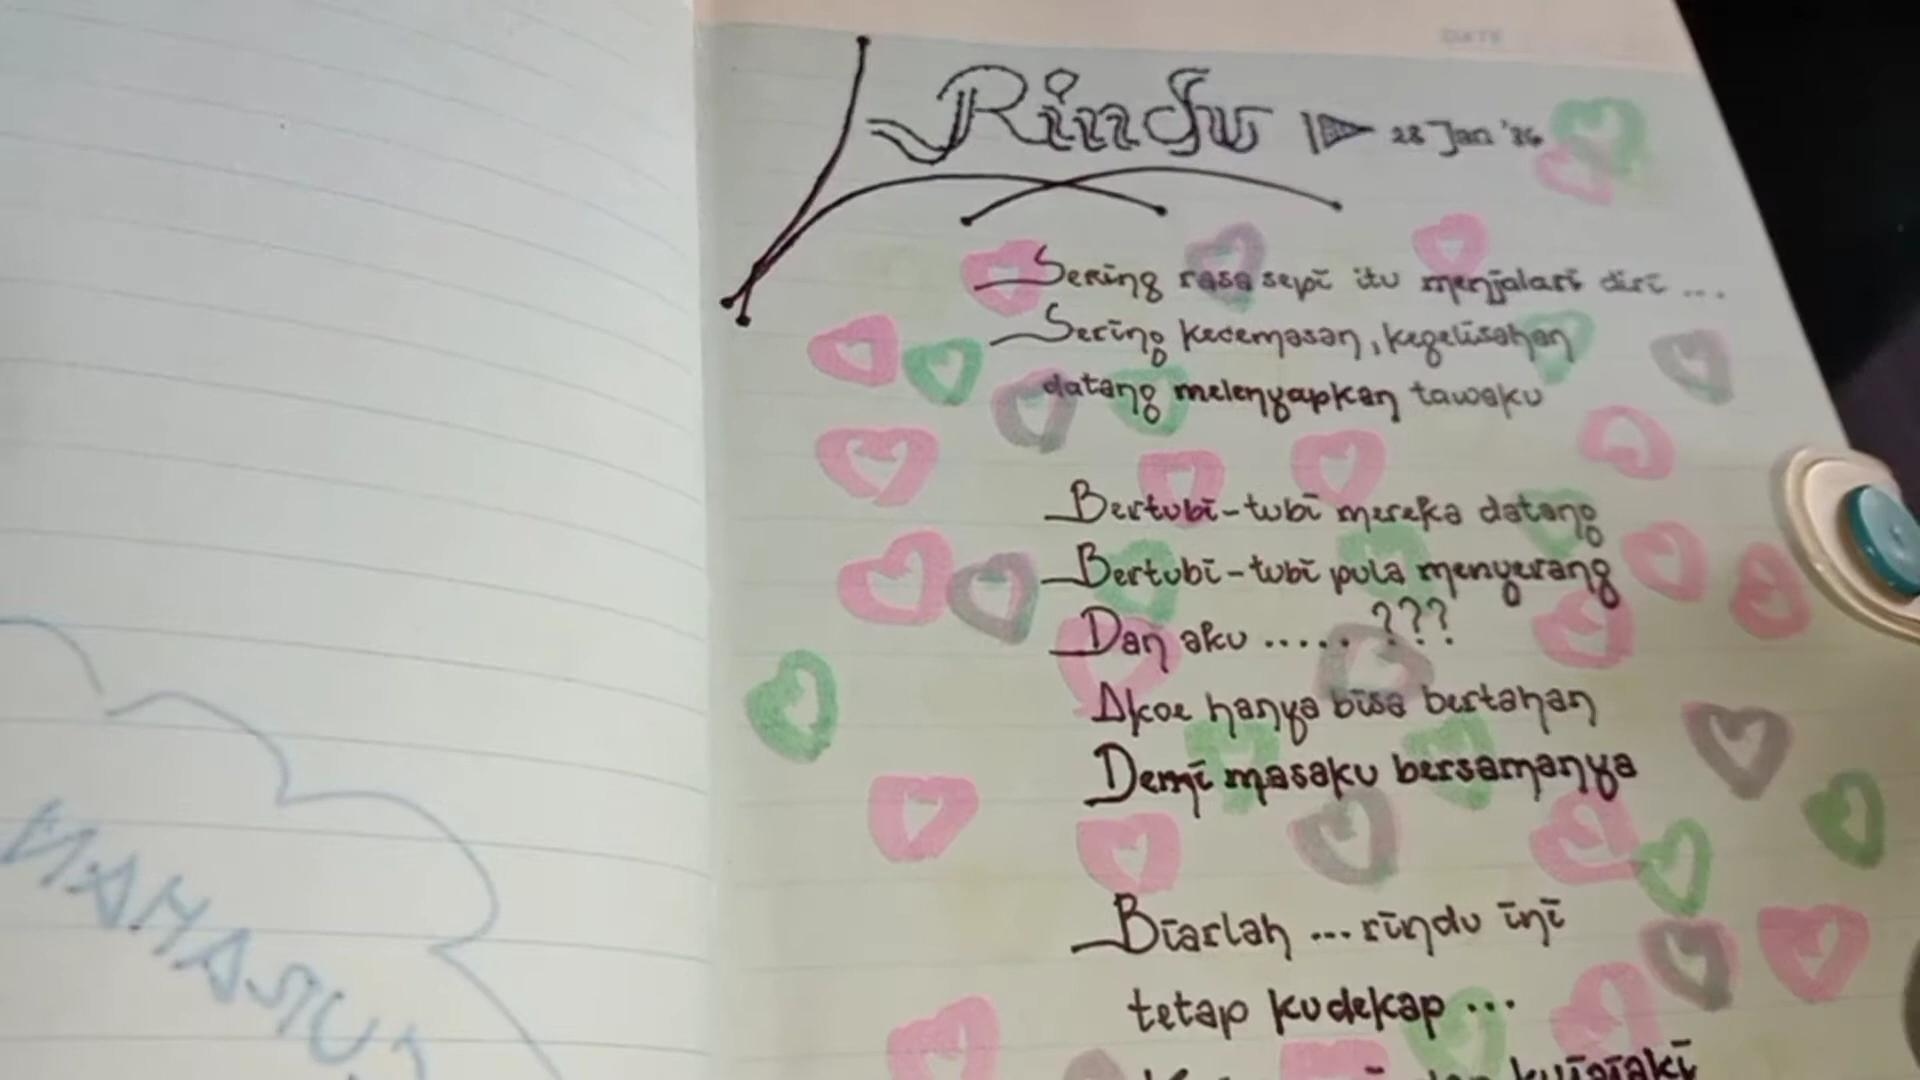 DATE
Rindu 28 Jan '86
Sering rasa sepi itu menjalari diri ...
Sering kecemasan, kegelisahan
datang melenyapkan tawaku
Bertubi-tubi mereka datang
Bertubi-tubi pula menyerang
Dan aku ..... ???
Akoe hanya bisa bertahan
Demi masaku bersamanya
Biarlah ... rindu ini
tetap kudekap ...